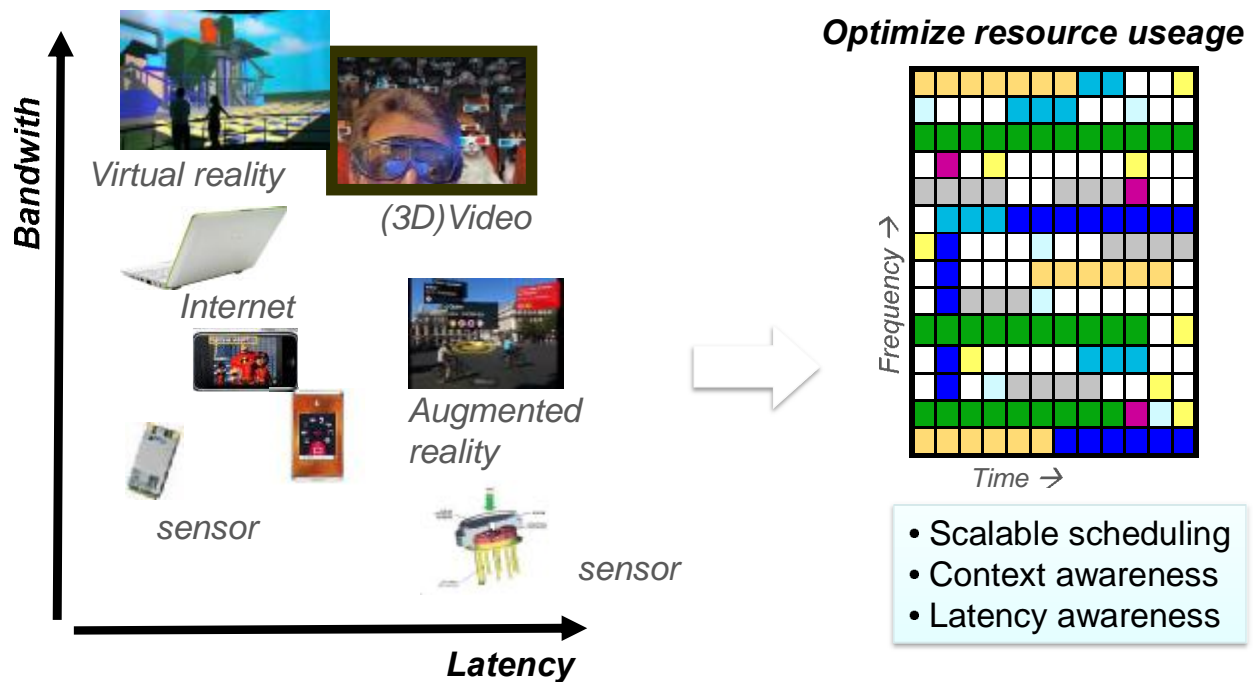 Optimize resource useage
Bandwith
Virtual reality
(3D)Video
Internet
Augmented
reality
sensor
sensor
Latency
Frequency →
Time →
• Scalable scheduling
• Context awareness
• Latency awareness